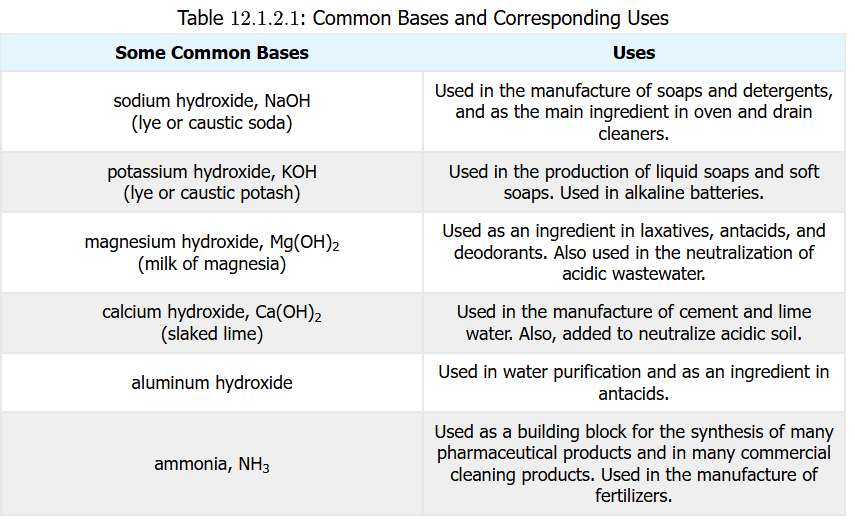 Table 12.1.2.1: Common Bases and Corresponding Uses
Some Common Bases
Uses
sodium hydroxide, NaOH
(lye or caustic soda)
Used in the manufacture of soaps and detergents,
and as the main ingredient in oven and drain
cleaners.
potassium hydroxide, KOH
(lye or caustic potash)
Used in the production of liquid soaps and soft
soaps. Used in alkaline batteries.
magnesium hydroxide, Mg(OH)₂
(milk of magnesia)
Used as an ingredient in laxatives, antacids, and
deodorants. Also used in the neutralization of
acidic wastewater.
calcium hydroxide, Ca(OH)₂
(slaked lime)
Used in the manufacture of cement and lime
water. Also, added to neutralize acidic soil.
aluminum hydroxide
Used in water purification and as an ingredient in
antacids.
ammonia, NH₃
Used as a building block for the synthesis of many
pharmaceutical products and in many commercial
cleaning products. Used in the manufacture of
fertilizers.